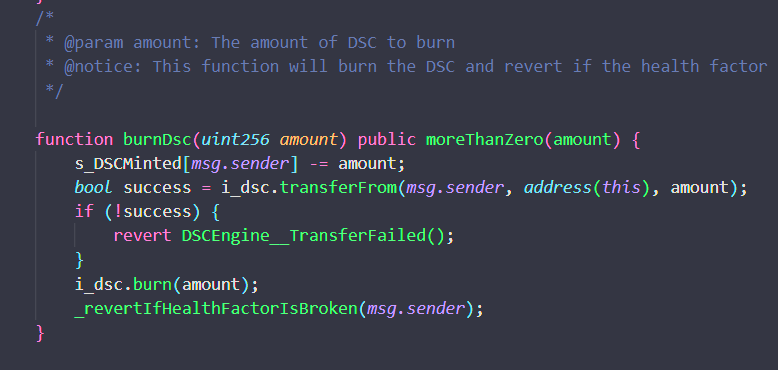 }
/*
 * @param amount: The amount of DSC to burn
 * @notice: This function will burn the DSC and revert if the health factor
 */
function burnDsc(uint256 amount) public moreThanZero(amount) {
    s_DSCMinted[msg.sender] -= amount;
    bool success = i_dsc.transferFrom(msg.sender, address(this), amount);
    if (!success) {
        revert DSCEngine__TransferFailed();
    }
    i_dsc.burn(amount);
    _revertIfHealthFactorIsBroken(msg.sender);
}